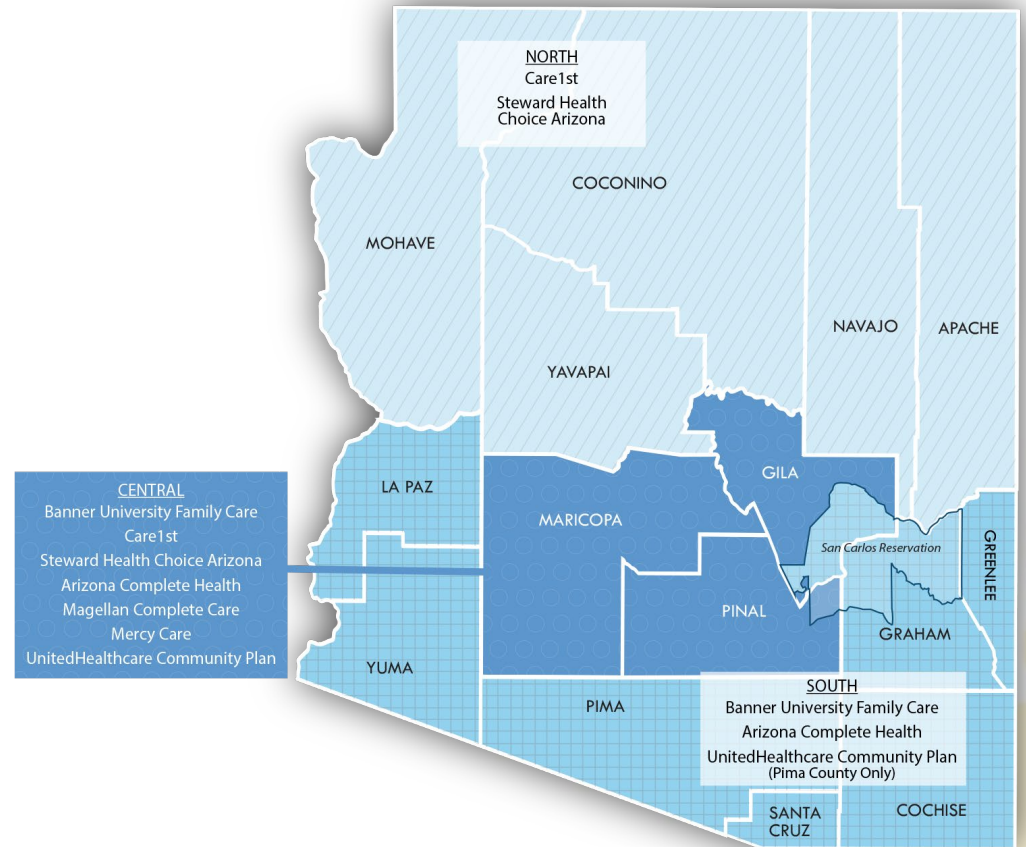 NORTH
Care1st
Steward Health
Choice Arizona
COCONINO
MOHAVE
NAVAJO
APACHE
YAVAPAI
GILA
LA PAZ
MARICOPA
San Carlos Reservation
GREENLEE
CENTRAL
Banner University Family Care
Care1st
Steward Health Choice Arizona
Arizona Complete Health
Magellan Complete Care
Mercy Care
UnitedHealthcare Community Plan
PINAL
GRAHAM
YUMA
PIMA
SOUTH
Banner University Family Care
Arizona Complete Health
UnitedHealthcare Community Plan
(Pima County Only)
SANTA
CRUZ
COCHISE